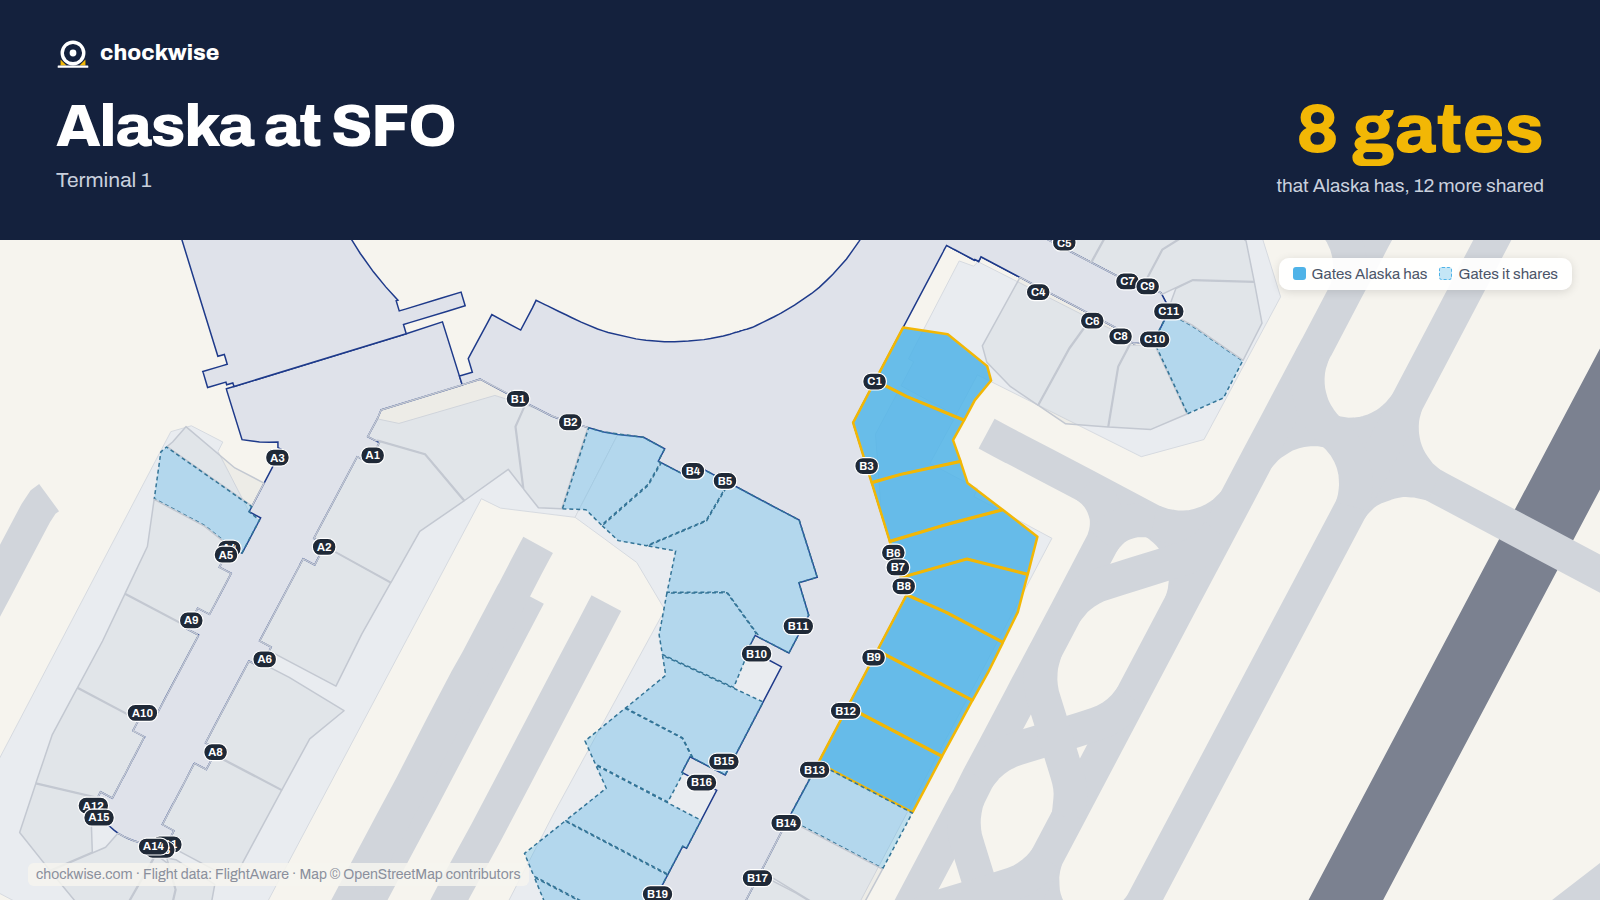 chockwise
Alaska at SFO
Terminal 1
8 gates
that Alaska has, 12 more shared
Gates Alaska has
Gates it shares
C5
C7
C9
C4
C11
C6
C8
C10
C1
B1
B2
A3
A1
B3
B4
B5
A2
A5
B6
B7
B8
A9
B11
B10
A6
B9
A10
B12
A8
B15
B13
B16
A12
A15
B14
A14
B17
B19
chockwise.com · Flight data: FlightAware · Map © OpenStreetMap contributors